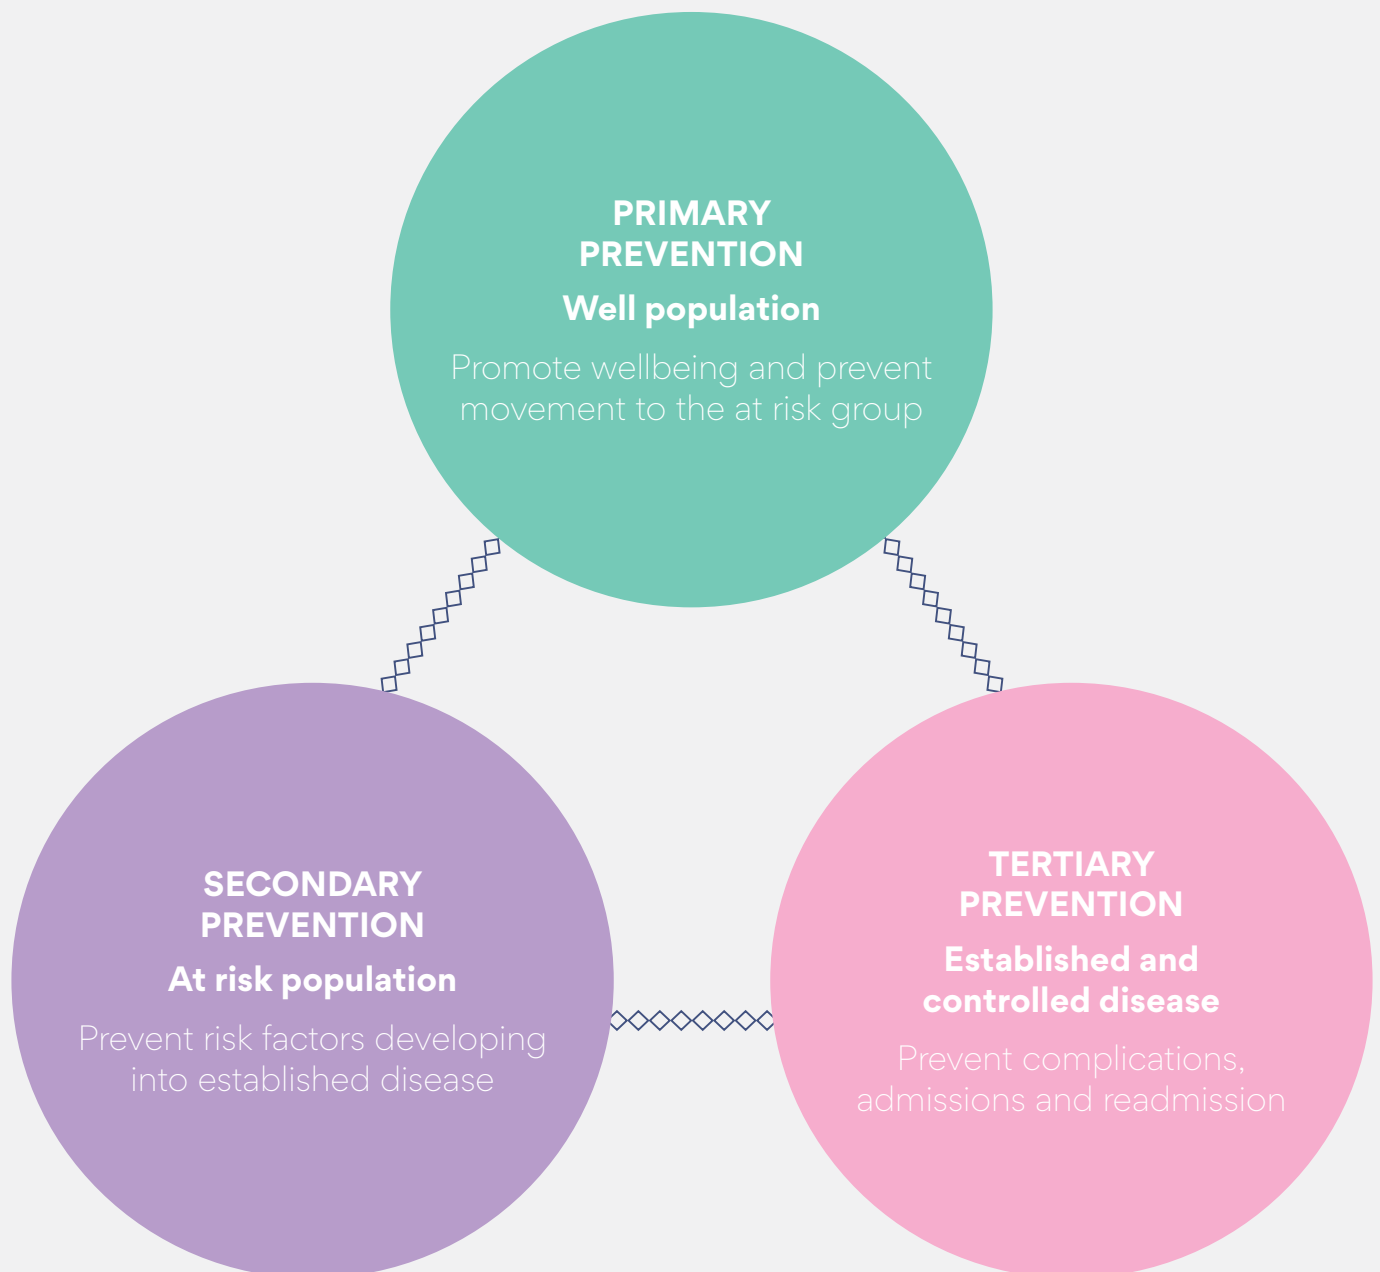 PRIMARY
PREVENTION
Well population
Promote wellbeing and prevent
movement to the at risk group
SECONDARY
PREVENTION
At risk population
Prevent risk factors developing
into established disease
TERTIARY
PREVENTION
Established and
controlled disease
Prevent complications,
admissions and readmission